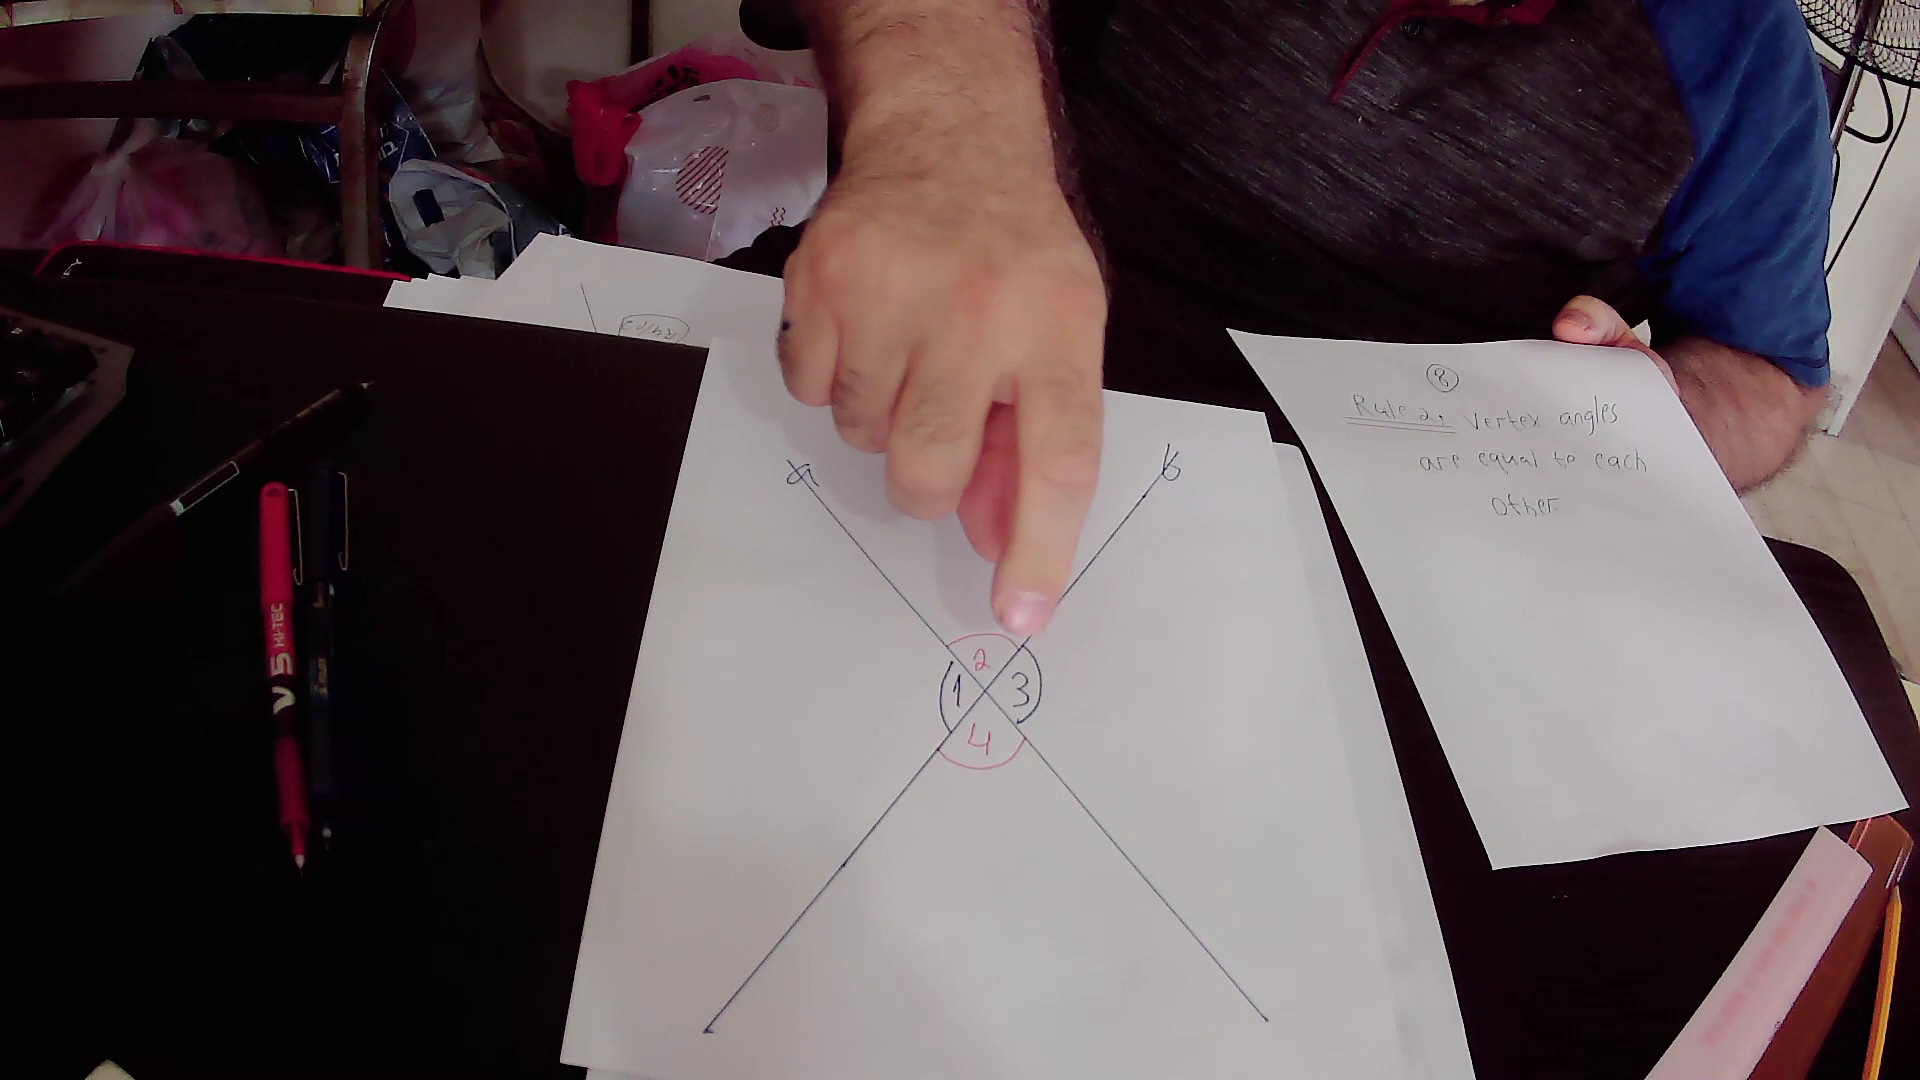 8
Rule 2, vertex angles
are equal to each
other
a
b
2
1 3
4
V5 HI-TEC